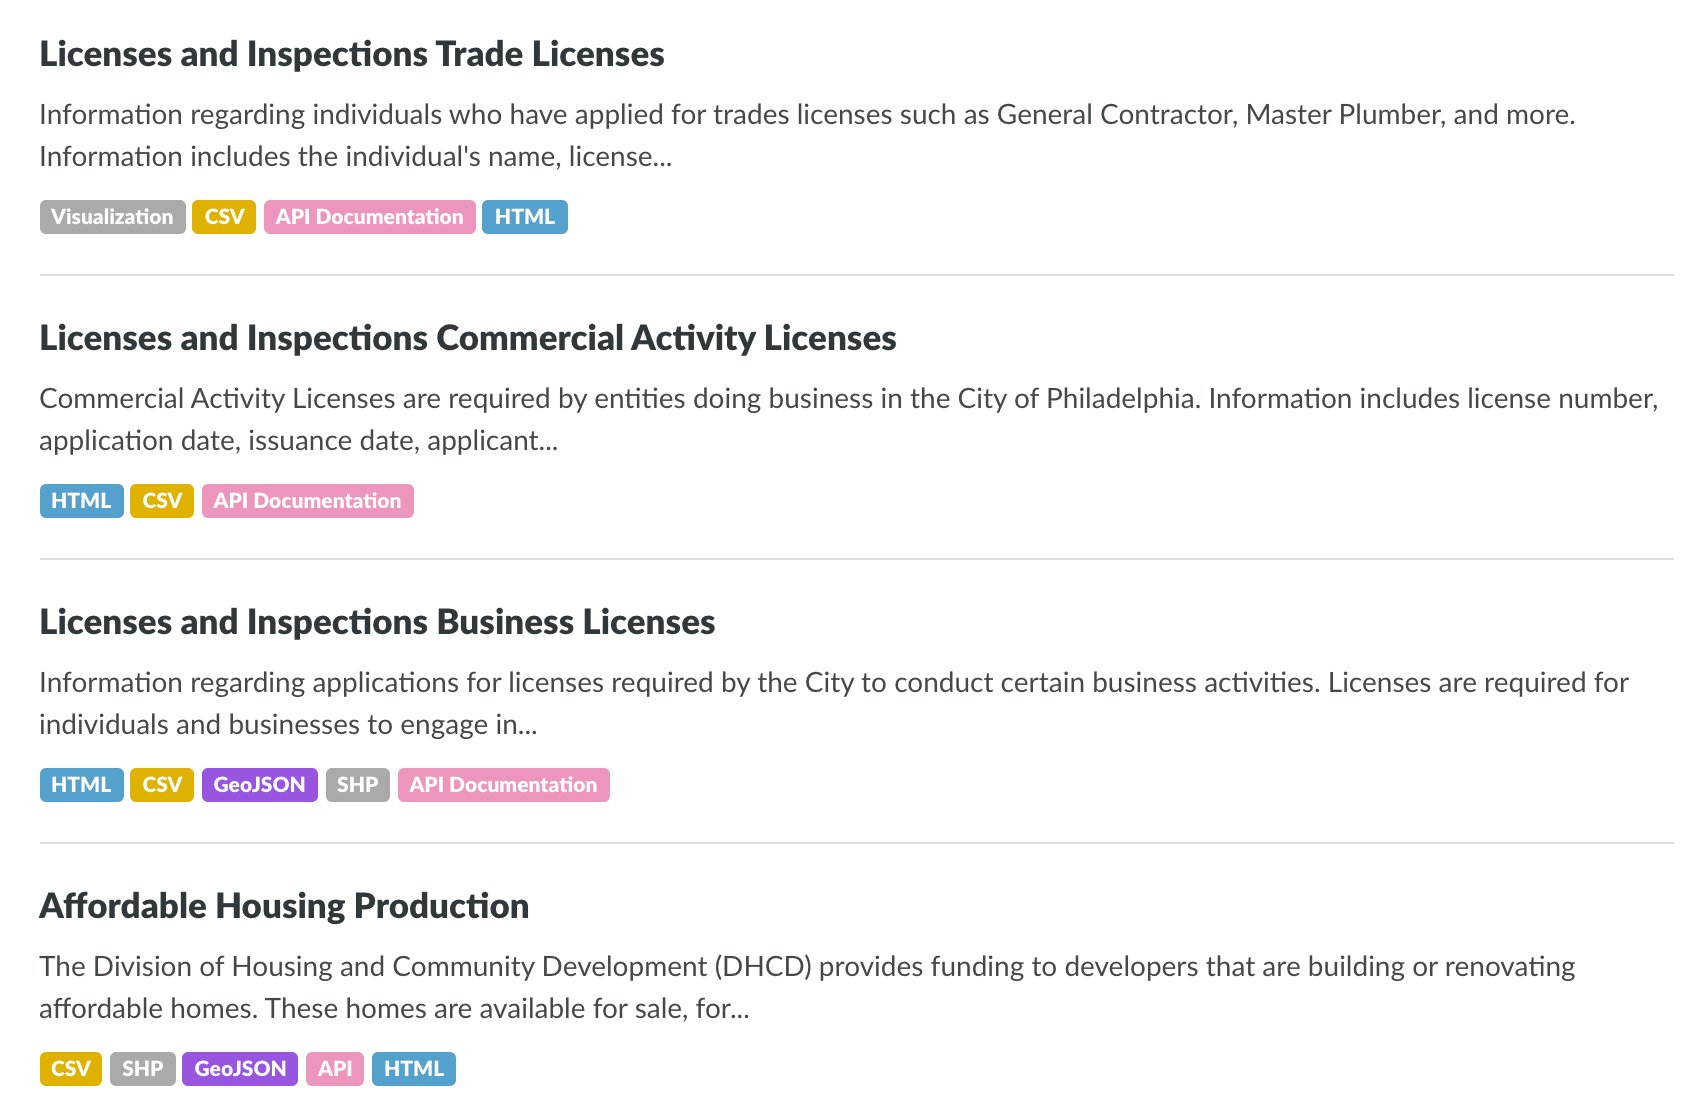 Licenses and Inspections Trade Licenses
Information regarding individuals who have applied for trades licenses such as General Contractor, Master Plumber, and more.
Information includes the individual's name, license...
Visualization CSV API Documentation HTML
Licenses and Inspections Commercial Activity Licenses
Commercial Activity Licenses are required by entities doing business in the City of Philadelphia. Information includes license number,
application date, issuance date, applicant...
HTML CSV API Documentation
Licenses and Inspections Business Licenses
Information regarding applications for licenses required by the City to conduct certain business activities. Licenses are required for
individuals and businesses to engage in...
HTML CSV GeoJSON SHP API Documentation
Affordable Housing Production
The Division of Housing and Community Development (DHCD) provides funding to developers that are building or renovating
affordable homes. These homes are available for sale, for...
CSV SHP GeoJSON API HTML